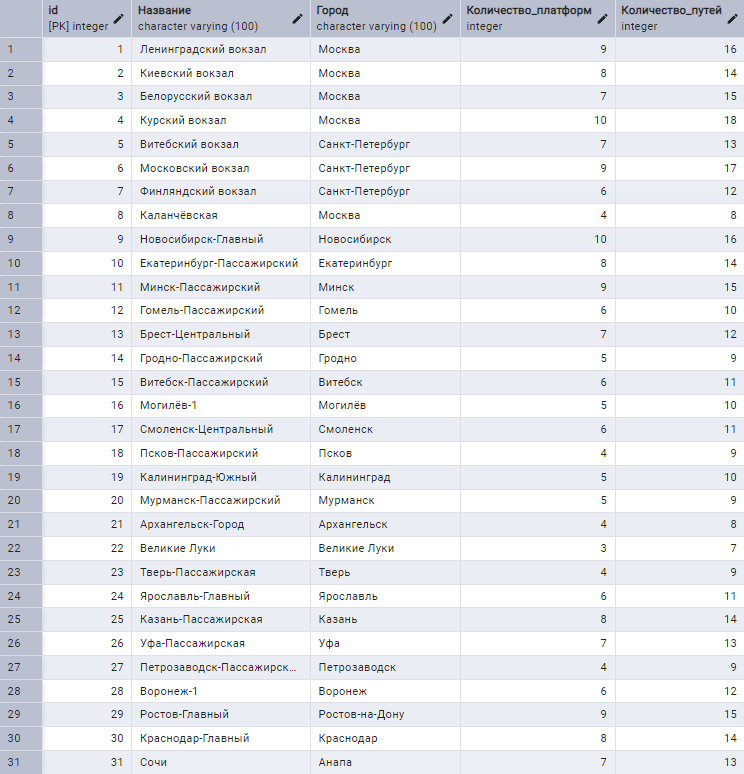 id Название Город Количество_платформ Количество_путей
[PK] integer character varying (100) character varying (100) integer integer
1 1 Ленинградский вокзал Москва 9 16
2 2 Киевский вокзал Москва 8 14
3 3 Белорусский вокзал Москва 7 15
4 4 Курский вокзал Москва 10 18
5 5 Витебский вокзал Санкт-Петербург 7 13
6 6 Московский вокзал Санкт-Петербург 9 17
7 7 Финляндский вокзал Санкт-Петербург 6 12
8 8 Каланчёвская Москва 4 8
9 9 Новосибирск-Главный Новосибирск 10 16
10 10 Екатеринбург-Пассажирский Екатеринбург 8 14
11 11 Минск-Пассажирский Минск 9 15
12 12 Гомель-Пассажирский Гомель 6 10
13 13 Брест-Центральный Брест 7 12
14 14 Гродно-Пассажирский Гродно 5 9
15 15 Витебск-Пассажирский Витебск 6 11
16 16 Могилёв-1 Могилёв 5 10
17 17 Смоленск-Центральный Смоленск 6 11
18 18 Псков-Пассажирский Псков 4 9
19 19 Калининград-Южный Калининград 5 10
20 20 Мурманск-Пассажирский Мурманск 5 9
21 21 Архангельск-Город Архангельск 4 8
22 22 Великие Луки Великие Луки 3 7
23 23 Тверь-Пассажирская Тверь 4 9
24 24 Ярославль-Главный Ярославль 6 11
25 25 Казань-Пассажирская Казань 8 14
26 26 Уфа-Пассажирская Уфа 7 13
27 27 Петрозаводск-Пассажирск... Петрозаводск 4 9
28 28 Воронеж-1 Воронеж 6 12
29 29 Ростов-Главный Ростов-на-Дону 9 15
30 30 Краснодар-Главный Краснодар 8 14
31 31 Сочи Анапа 7 13